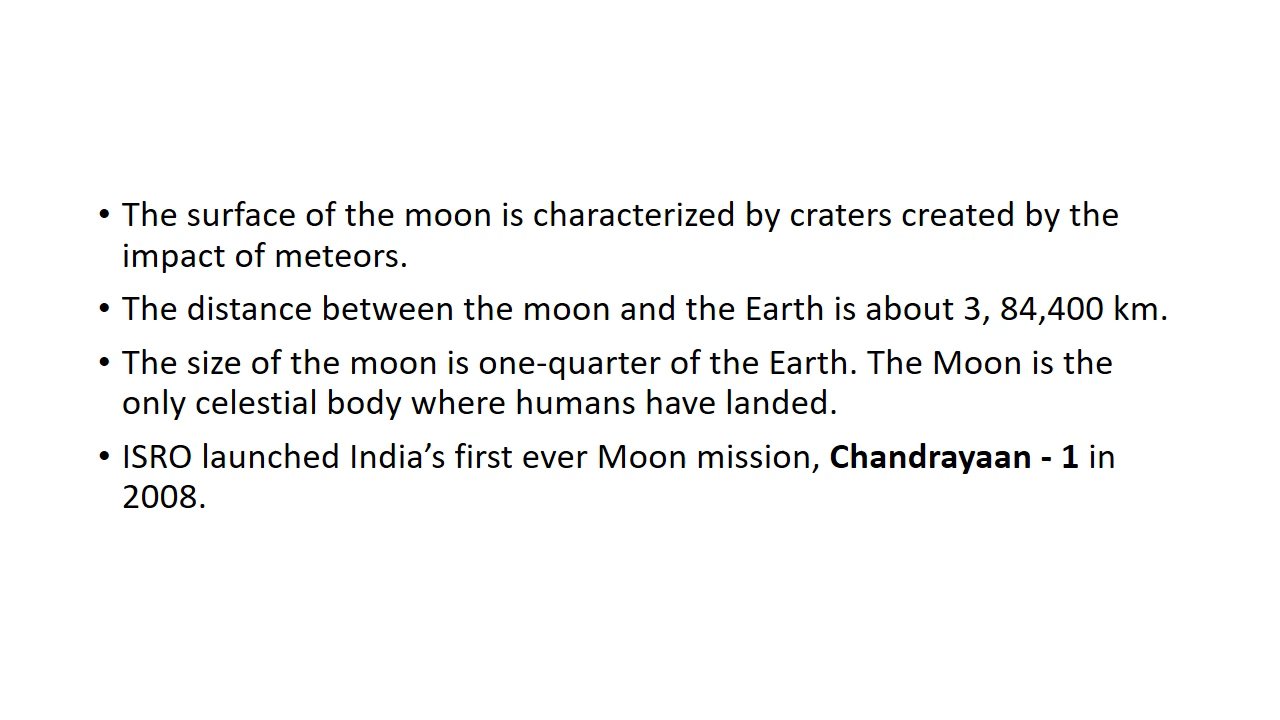 • The surface of the moon is characterized by craters created by the
impact of meteors.
• The distance between the moon and the Earth is about 3, 84,400 km.
• The size of the moon is one-quarter of the Earth. The Moon is the
only celestial body where humans have landed.
• ISRO launched India’s first ever Moon mission, Chandrayaan - 1 in
2008.